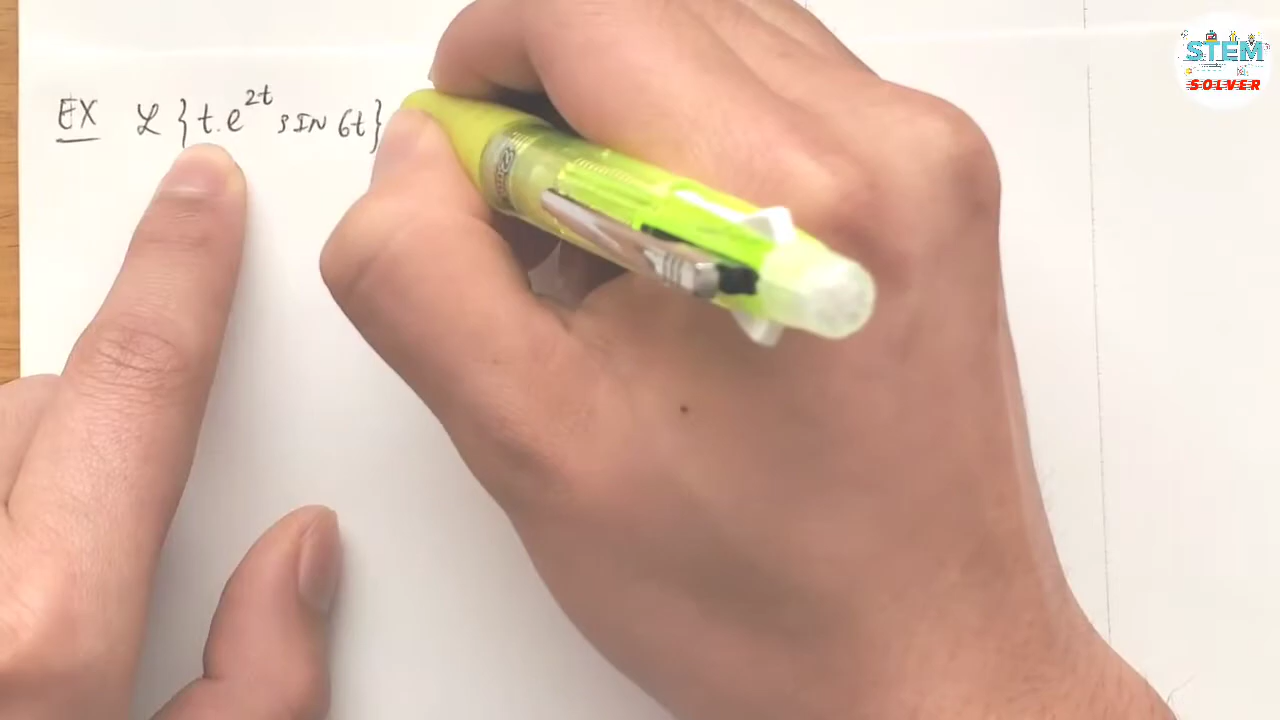 EX ℒ{t.e^2t SIN 6t}
STEM
SOLVER